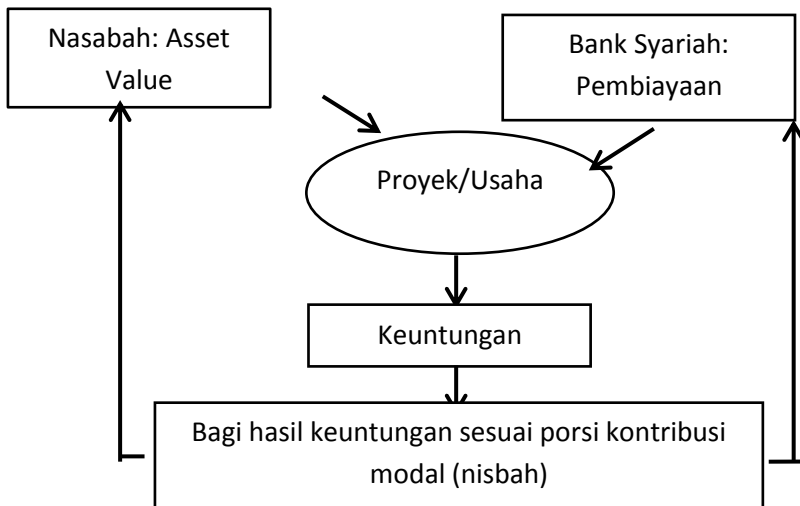 Nasabah: Asset
Value
Bank Syariah:
Pembiayaan
Proyek/Usaha
Keuntungan
Bagi hasil keuntungan sesuai porsi kontribusi
modal (nisbah)